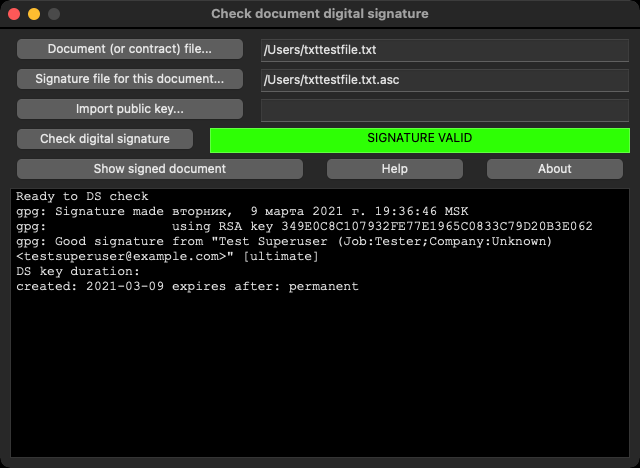 Check document digital signature
Document (or contract) file...
/Users/txttestfile.txt
Signature file for this document...
/Users/txttestfile.txt.asc
Import public key...
Check digital signature
SIGNATURE VALID
Show signed document
Help
About
Ready to DS check
gpg: Signature made вторник,  9 марта 2021 г. 19:36:46 MSK
gpg:                using RSA key 349E0C8C107932FE77E1965C0833C79D20B3E062
gpg: Good signature from "Test Superuser (Job:Tester;Company:Unknown)
<testsuperuser@example.com>" [ultimate]
DS key duration:
created: 2021-03-09 expires after: permanent